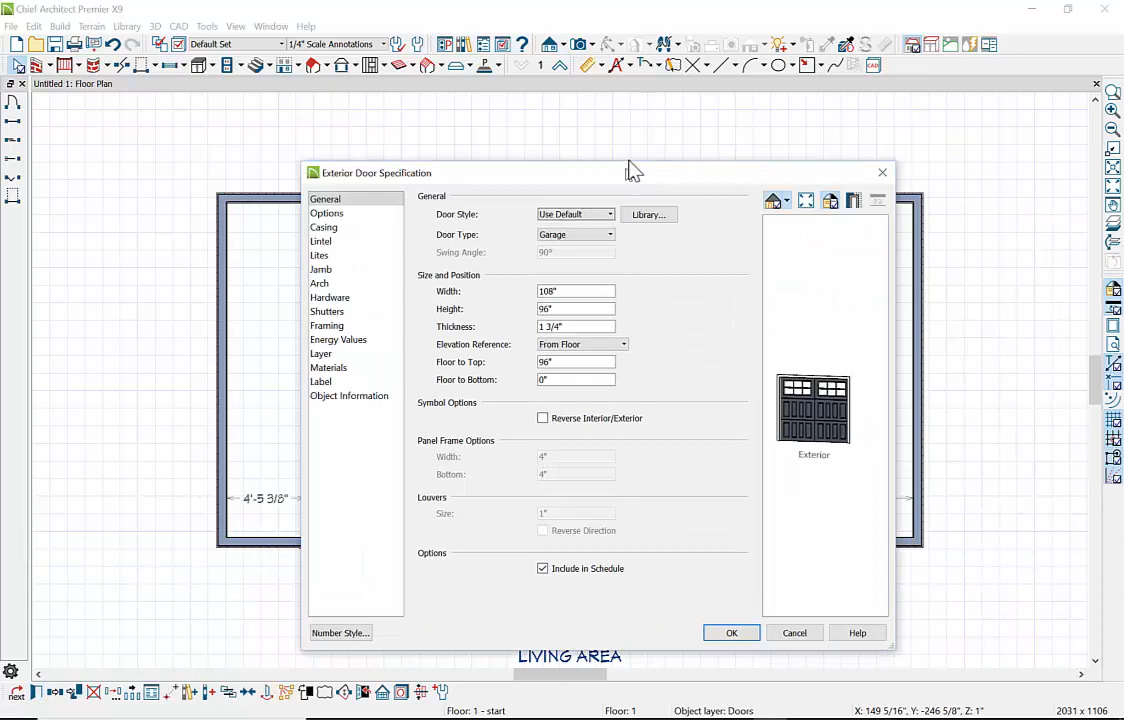 Chief Architect Premier X9
File Edit Build Terrain Library 3D CAD Tools View Window Help
Default Set 1/4" Scale Annotations
1
Untitled 1: Floor Plan
Exterior Door Specification
General
Options
Casing
Lintel
Lites
Jamb
Arch
Hardware
Shutters
Framing
Energy Values
Layer
Materials
Label
Object Information
General
Door Style: Use Default Library...
Door Type: Garage
Swing Angle: 90°
Size and Position
Width: 108"
Height: 96"
Thickness: 1 3/4"
Elevation Reference: From Floor
Floor to Top: 96"
Floor to Bottom: 0"
Symbol Options
Reverse Interior/Exterior
Panel Frame Options
Width: 4"
Bottom: 4"
Louvers
Size: 1"
Reverse Direction
Options
Include in Schedule
Exterior
4'-5 3/8"
Number Style... OK Cancel Help
LIVING AREA
next
Floor: 1 - start Floor: 1 Object layer: Doors X: 149 5/16", Y: -246 5/8", Z: 1" 2031 x 1106